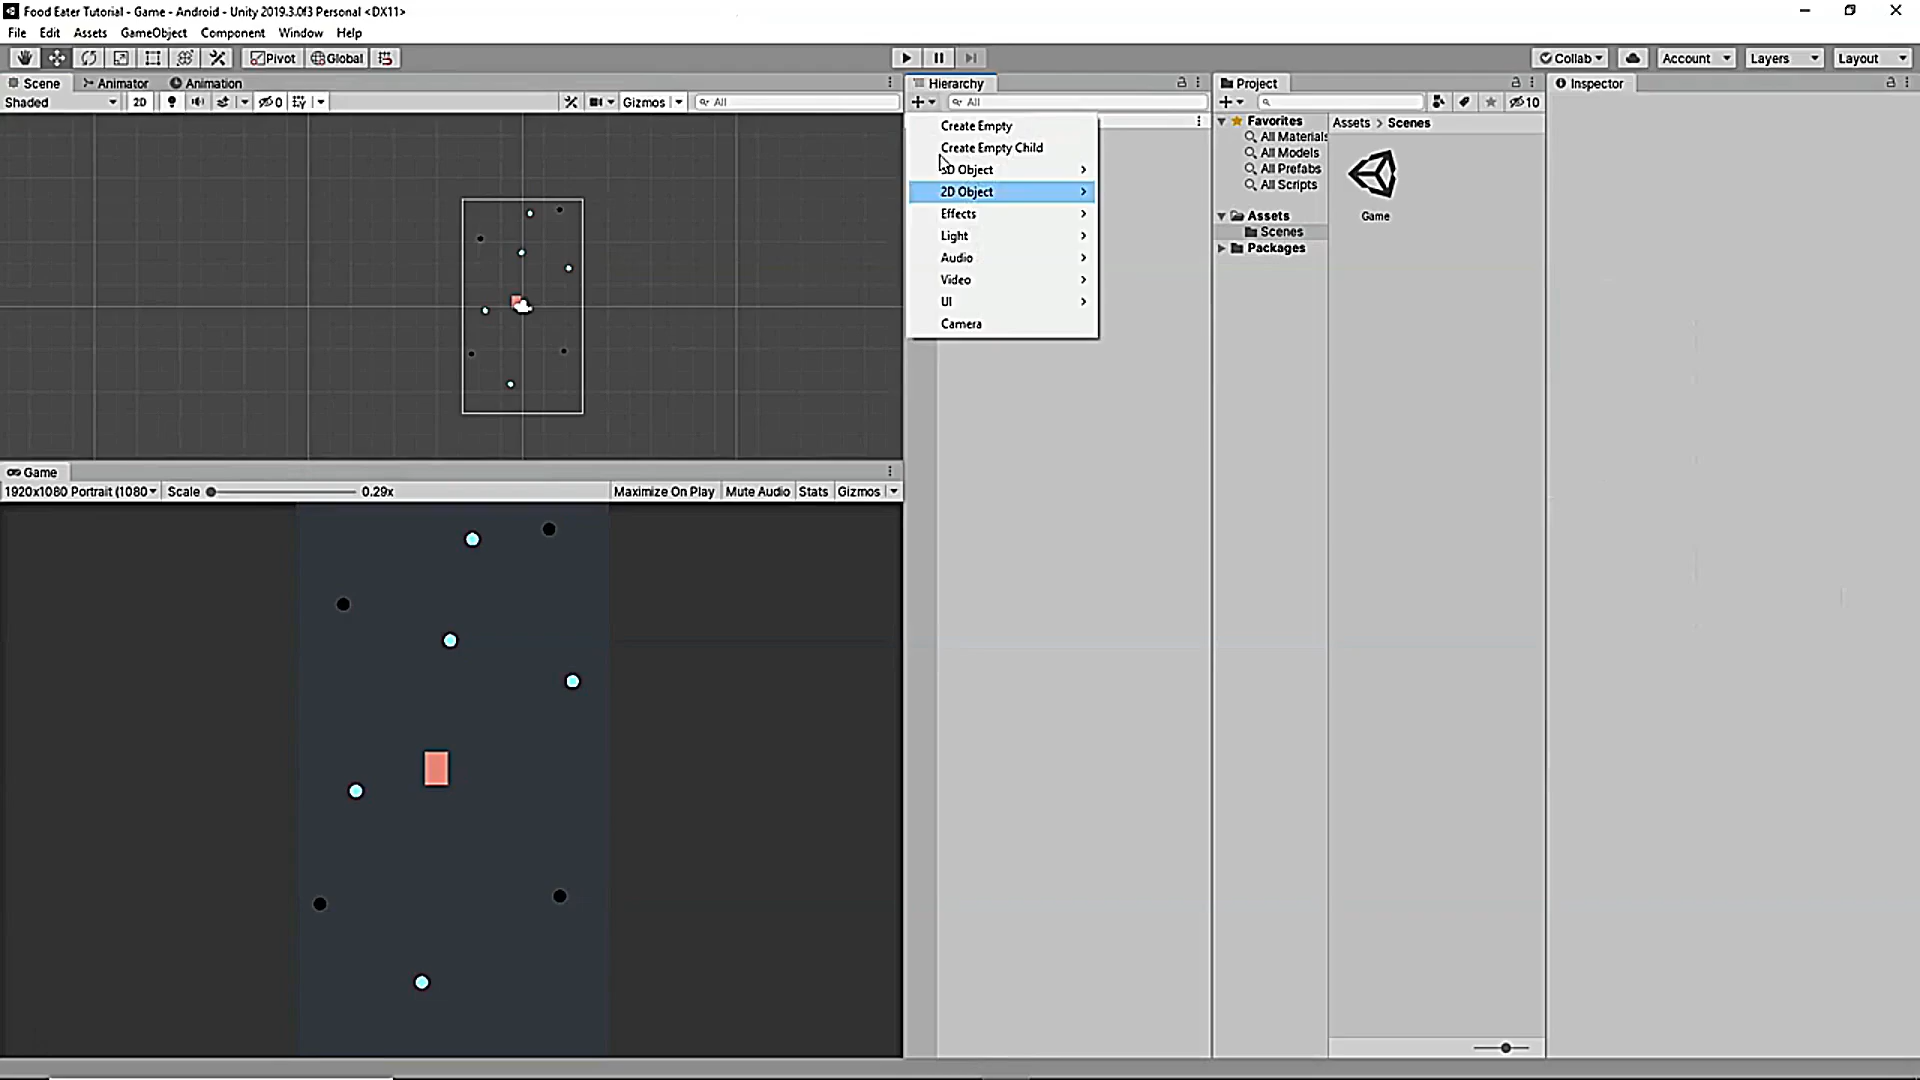 Food Eater Tutorial - Game - Android - Unity 2019.3.0f3 Personal <DX11>
File Edit Assets GameObject Component Window Help
Pivot Global Collab Account Layers Layout
Scene Animator Animation
Shaded 2D 0 Gizmos All
Hierarchy
All
Create Empty
Create Empty Child
D Object
2D Object
Effects
Light
Audio
Video
UI
Camera
Project
10
Favorites
All Materials
All Models
All Prefabs
All Scripts
Assets
Scenes
Packages
Assets > Scenes
Game
Inspector
Game
1920x1080 Portrait (1080 Scale 0.29x Maximize On Play Mute Audio Stats Gizmos